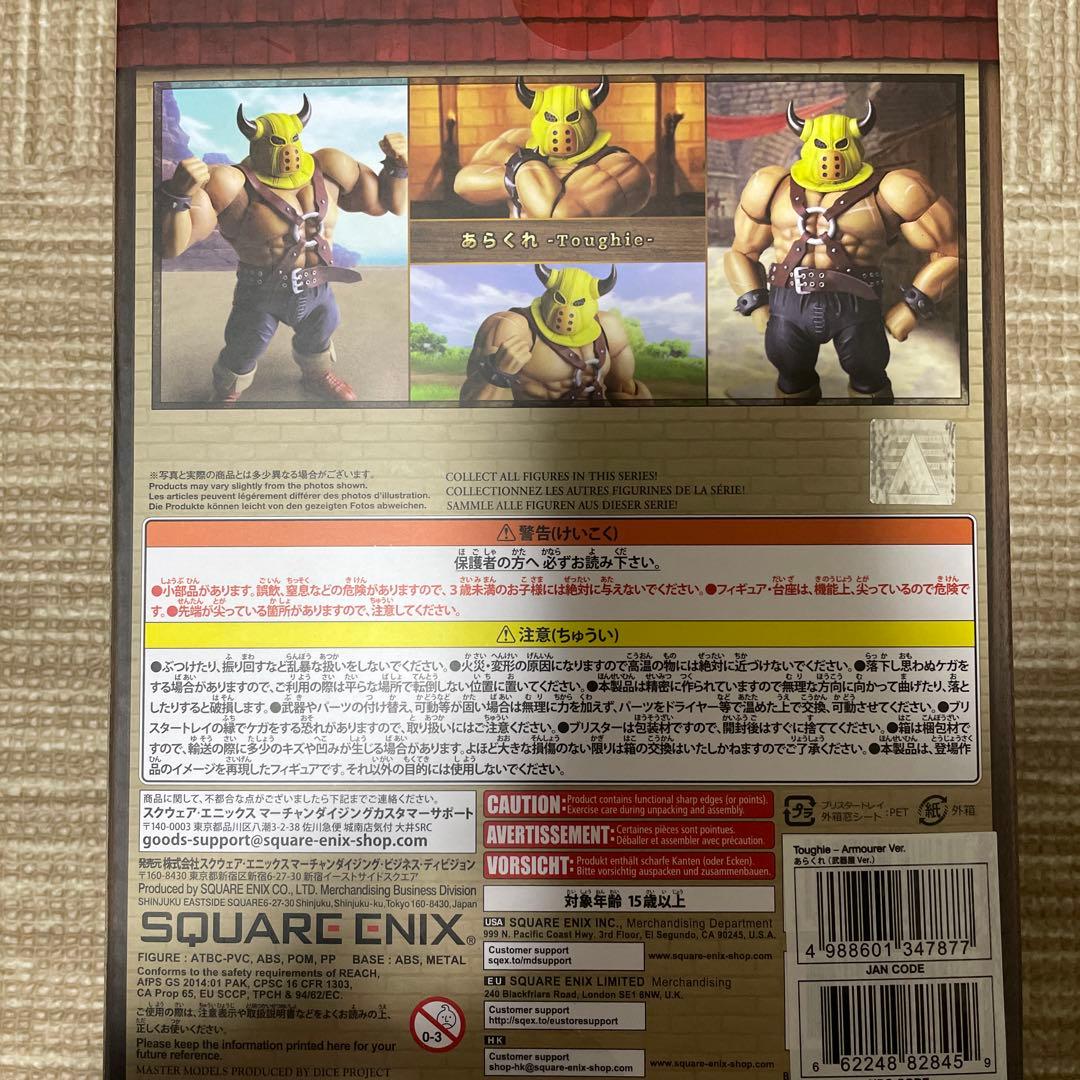 あらくれ -Toughie-
※写真と実際の商品とは多少異なる場合がございます。
Products may vary slightly from the photos shown.
Les articles peuvent légèrement différer des photos d'illustration.
Die Produkte können leicht von den gezeigten Fotos abweichen.
COLLECT ALL FIGURES IN THIS SERIES!
COLLECTIONNEZ LES AUTRES FIGURINES DE LA SÉRIE!
SAMMLE ALLE FIGUREN AUS DIESER SERIE!
⚠警告(けいこく)
保護者の方へ 必ずお読み下さい。
●小部品があります。誤飲、窒息などの危険がありますので、3歳未満のお子様には絶対に与えないでください。●フィギュア・台座は、機能上、尖っているので危険で
す。●先端が尖っている箇所がありますので、注意してください。
⚠注意(ちゅうい)
●ぶつけたり、振り回すなど乱暴な扱いをしないでください。●火災・変形の原因になりますので高温の物には絶対に近づけないでください。●落下し思わぬケガを
する場合がありますので、ご利用の際は平らな場所で転倒しない位置に置いてください。●本製品は精密に作られていますので無理な方向に向かって曲げたり、落と
したりすると破損します。●武器やパーツの付け替え、可動等が固い場合は無理に力を加えず、パーツをドライヤー等で温めた上で交換、可動させてください。●ブリ
スタートレイの縁でケガをする恐れがありますので、取り扱いにはご注意ください。●ブリスターは包装材ですので、開封後はすぐに捨ててください。●箱は梱包材で
すので、輸送の際に多少のキズや凹みが生じる場合があります。よほど大きな損傷のない限りは箱の交換はいたしかねますのでご了承ください。●本製品は、登場作
品のイメージを再現したフィギュアです。それ以外の目的には使用しないでください。
商品に関して、不都合な点がございましたら下記までご連絡ください。
スクウェア・エニックス マーチャンダイジングカスタマーサポート
〒140-0003 東京都品川区八潮3-2-38 佐川急便 城南店気付 大井SRC
goods-support@square-enix-shop.com
発売元 株式会社スクウェア・エニックス マーチャンダイジング・ビジネス・ディビジョン
〒160-8430 東京都新宿区新宿6-27-30 新宿イーストサイドスクエア
Produced by SQUARE ENIX CO., LTD. Merchandising Business Division
SHINJUKU EASTSIDE SQUARE6-27-30 Shinjuku, Shinjuku-ku,Tokyo 160-8430, Japan
SQUARE ENIX®
FIGURE : ATBC-PVC, ABS, POM, PP BASE : ABS, METAL
Conforms to the safety requirements of REACH,
AfPS GS 2014:01 PAK, CPSC 16 CFR 1303,
CA Prop 65, EU SCCP, TPCH & 94/62/EC.
ご使用の際は、注意表示や取扱説明書などをよくお読みの上、
正しくお使いください。
Please keep the information printed here for your
future reference.
MASTER MODELS PRODUCED BY DICE PROJECT
0-3
CAUTION: Product contains functional sharp edges (or points).
Exercise care during unpacking and assembly.
AVERTISSEMENT: Certaines pièces sont pointues.
Déballer et assembler avec précaution.
VORSICHT: Produkt enthält scharfe Kanten (oder Ecken).
Bitte vorsichtig auspacken und zusammenbauen.
対象年齢 15歳以上
USA SQUARE ENIX INC., Merchandising Department
999 N. Pacific Coast Hwy. 3rd Floor, El Segundo, CA 90245, U.S.A.
Customer support
sqex.to/mdsupport
www.square-enix-shop.com
EU SQUARE ENIX LIMITED Merchandising
240 Blackfriars Road, London SE1 8NW, U.K.
Customer support
http://sqex.to/eustoresupport
HK
Customer support
shop-hk@square-enix.com
www.square-enix-shop.com
プラ
ブリスタートレイ
外箱窓シート :PET
紙 外箱
Toughie – Armourer Ver.
あらくれ (武器屋 Ver.)
4 988601 347877
JAN CODE
6 62248 82845 9